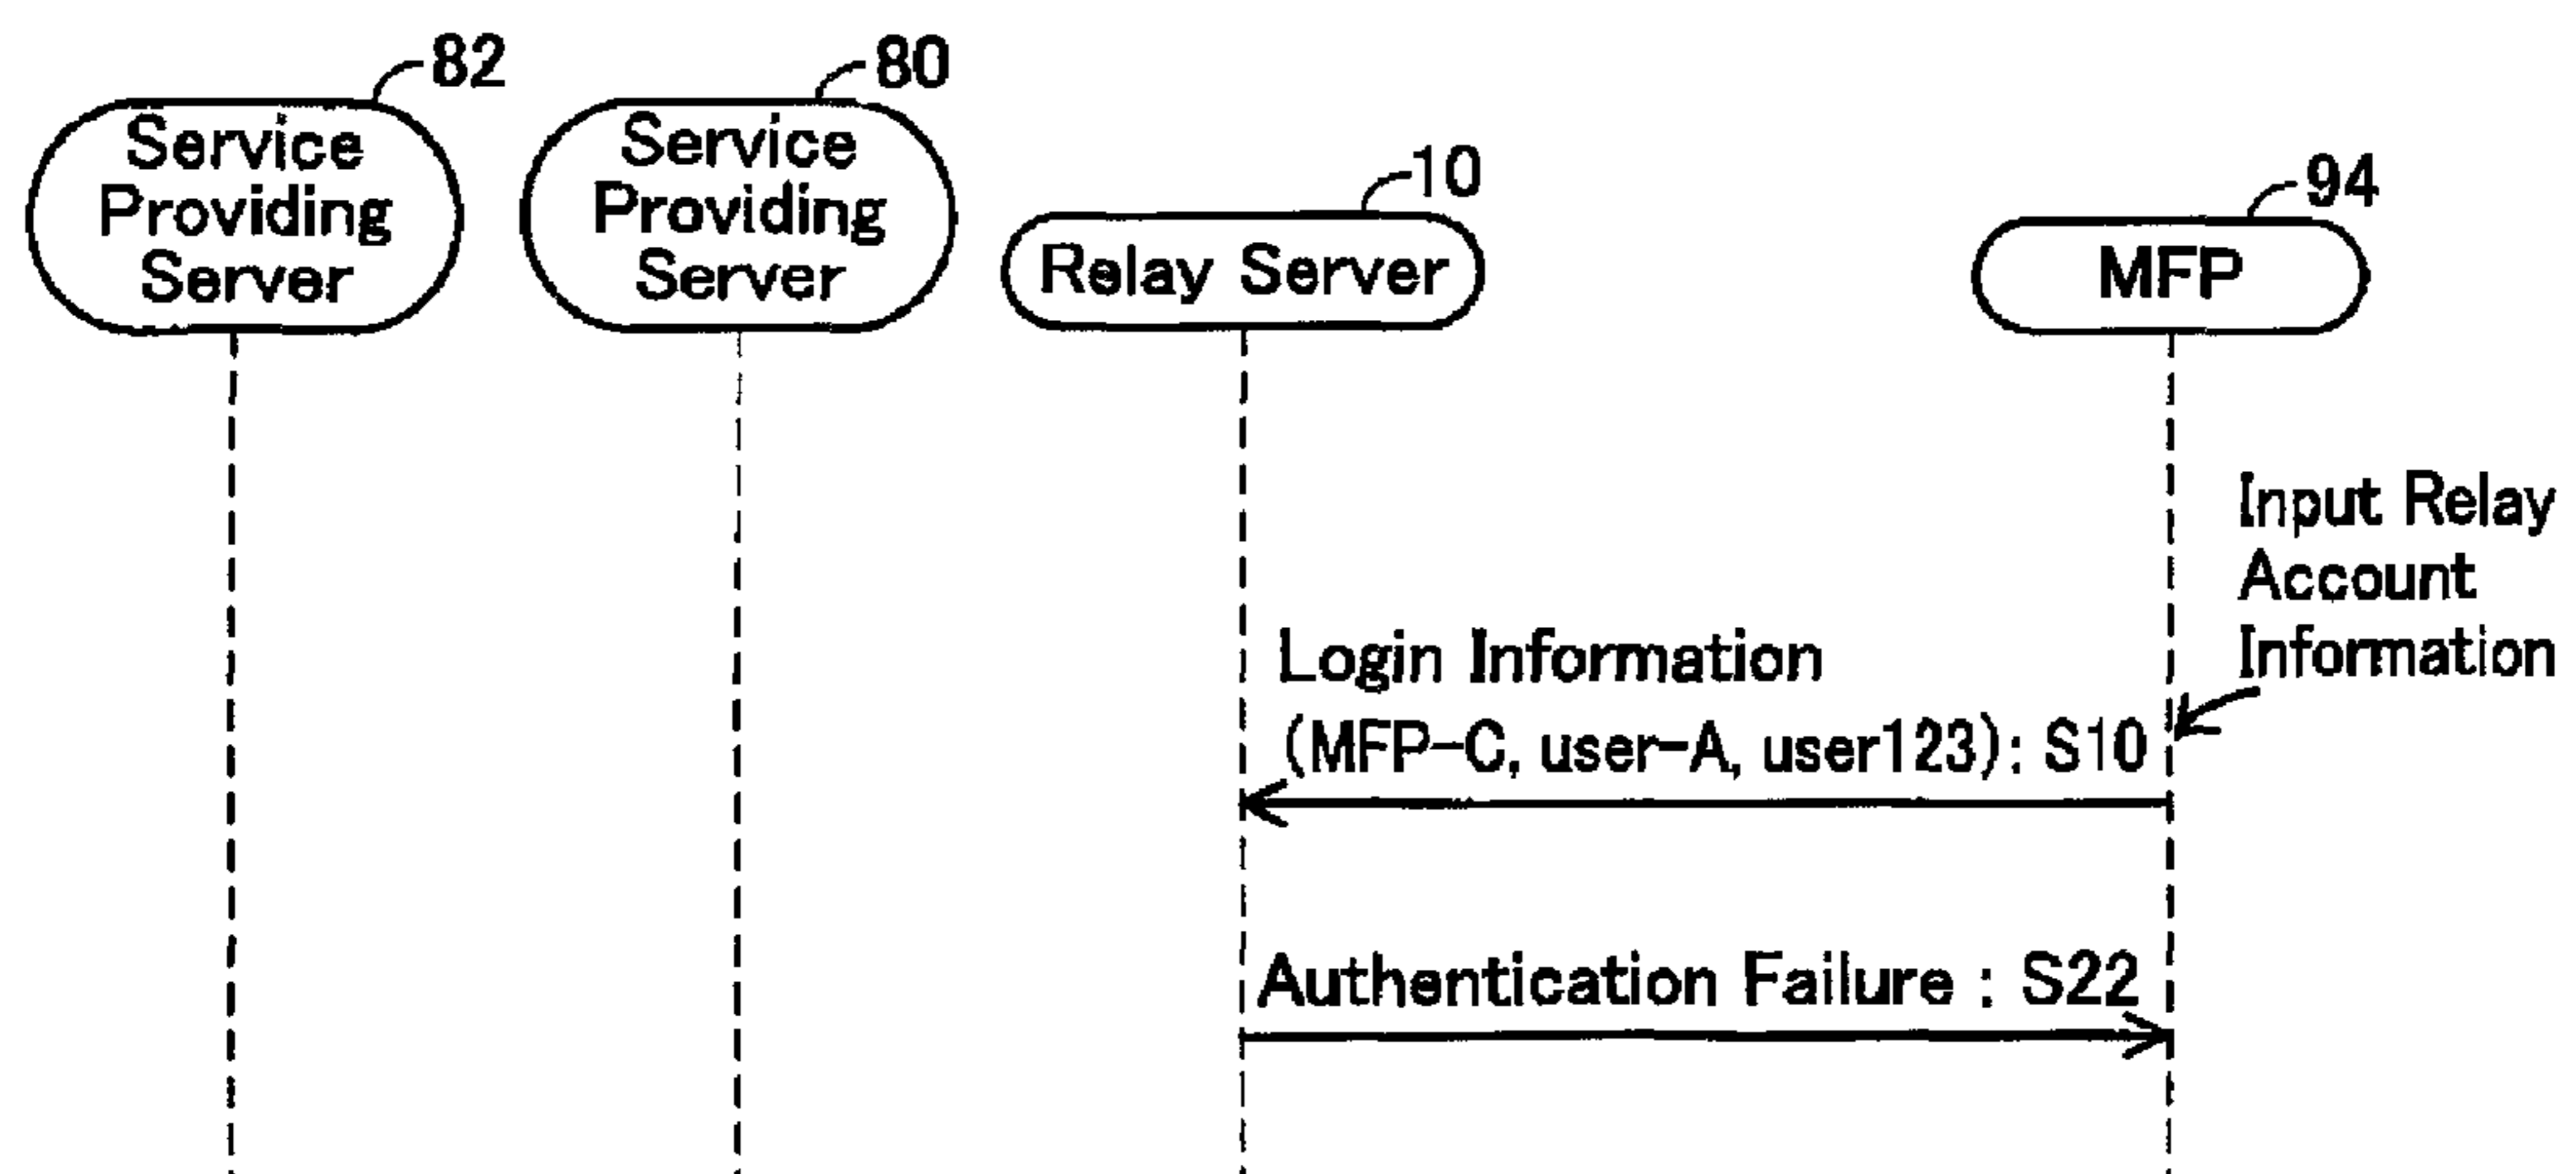 82
Service
Providing
Server
80
Service
Providing
Server
10
Relay Server
94
MFP
Input Relay
Account
Information
Login Information
(MFP-C, user-A, user123): S10
Authentication Failure : S22